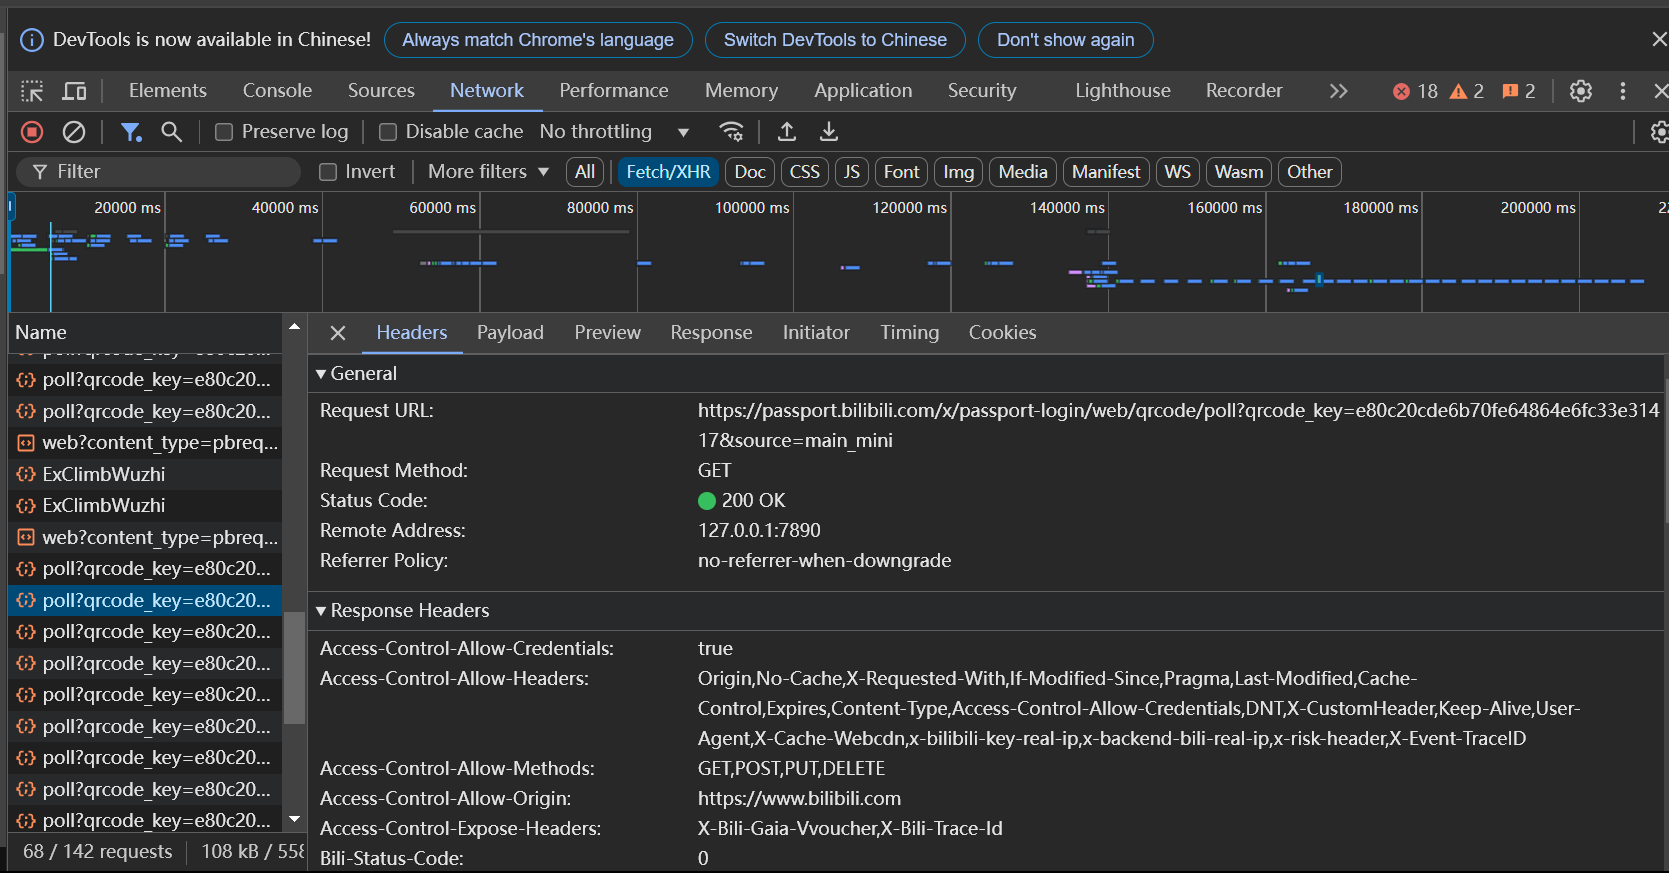 DevTools is now available in Chinese! Always match Chrome's language Switch DevTools to Chinese Don't show again
Elements Console Sources Network Performance Memory Application Security Lighthouse Recorder 18 2 2
Preserve log Disable cache No throttling
Filter Invert More filters All Fetch/XHR Doc CSS JS Font Img Media Manifest WS Wasm Other
20000 ms 40000 ms 60000 ms 80000 ms 100000 ms 120000 ms 140000 ms 160000 ms 180000 ms 200000 ms
Name
poll?qrcode_key=e80c20...
poll?qrcode_key=e80c20...
web?content_type=pbreq...
ExClimbWuzhi
ExClimbWuzhi
web?content_type=pbreq...
poll?qrcode_key=e80c20...
poll?qrcode_key=e80c20...
poll?qrcode_key=e80c20...
poll?qrcode_key=e80c20...
poll?qrcode_key=e80c20...
poll?qrcode_key=e80c20...
poll?qrcode_key=e80c20...
poll?qrcode_key=e80c20...
poll?qrcode_key=e80c20...
68 / 142 requests 108 kB / 558
Headers Payload Preview Response Initiator Timing Cookies
General
Request URL: https://passport.bilibili.com/x/passport-login/web/qrcode/poll?qrcode_key=e80c20cde6b70fe64864e6fc33e314
17&source=main_mini
Request Method: GET
Status Code: 200 OK
Remote Address: 127.0.0.1:7890
Referrer Policy: no-referrer-when-downgrade
Response Headers
Access-Control-Allow-Credentials: true
Access-Control-Allow-Headers: Origin,No-Cache,X-Requested-With,If-Modified-Since,Pragma,Last-Modified,Cache-
Control,Expires,Content-Type,Access-Control-Allow-Credentials,DNT,X-CustomHeader,Keep-Alive,User-
Agent,X-Cache-Webcdn,x-bilibili-key-real-ip,x-backend-bili-real-ip,x-risk-header,X-Event-TraceID
Access-Control-Allow-Methods: GET,POST,PUT,DELETE
Access-Control-Allow-Origin: https://www.bilibili.com
Access-Control-Expose-Headers: X-Bili-Gaia-Vvoucher,X-Bili-Trace-Id
Bili-Status-Code: 0